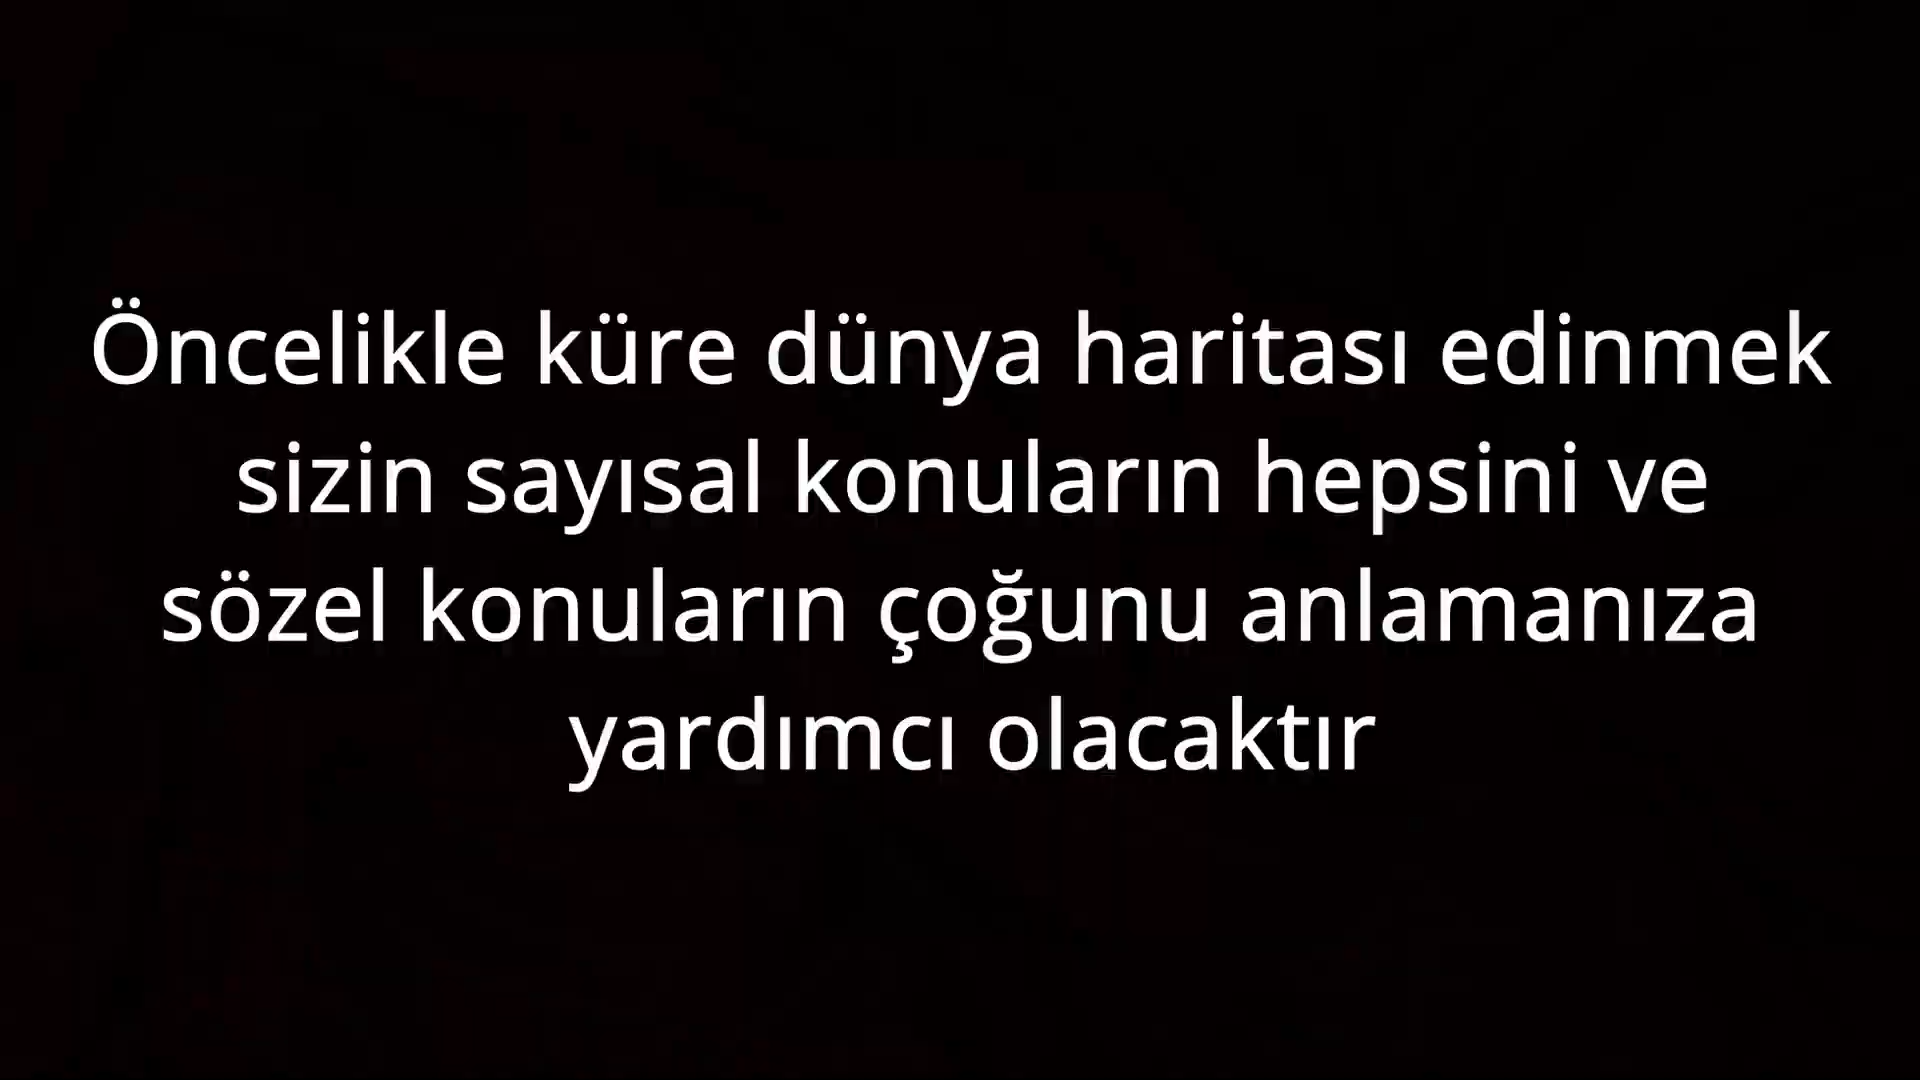 Öncelikle küre dünya haritası edinmek
sizin sayısal konuların hepsini ve
sözel konuların çoğunu anlamanıza
yardımcı olacaktır